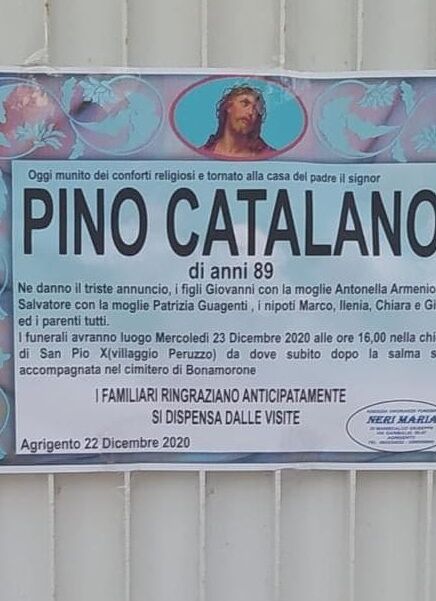 Oggi munito dei conforti religiosi e tornato alla casa del padre il signor
PINO CATALANO
di anni 89
Ne danno il triste annuncio, i figli Giovanni con la moglie Antonella Armenio
Salvatore con la moglie Patrizia Guagenti , i nipoti Marco, Ilenia, Chiara e
ed i parenti tutti.
I funerali avranno luogo Mercoledì 23 Dicembre 2020 alle ore 16,00 nella
di San Pio X(villaggio Peruzzo) da dove subito dopo la salma
accompagnata nel cimitero di Bonamorone
I FAMILIARI RINGRAZIANO ANTICIPATAMENTE
SI DISPENSA DALLE VISITE
NERI MARIA
AGRIGENTO
Agrigento 22 Dicembre 2020